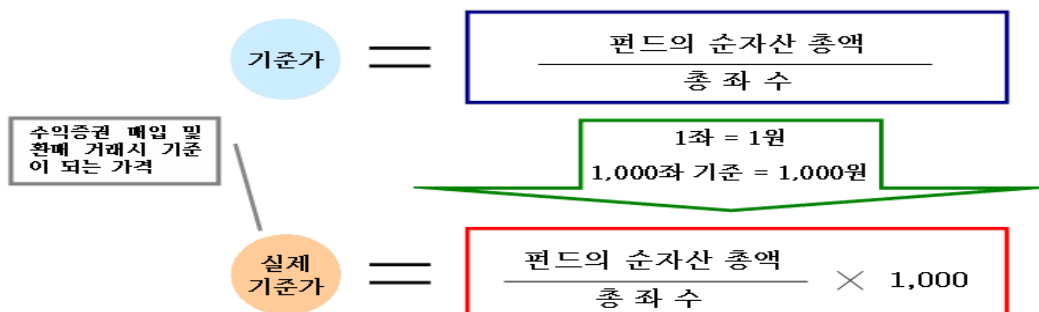 기준가
펀드의 순자산 총액
총 좌 수
수익증권 매입 및
환매 거래시 기준
이 되는 가격
1좌 = 1원
1,000좌 기준 = 1,000원
실제
기준가
펀드의 순자산 총액
총 좌 수
× 1,000